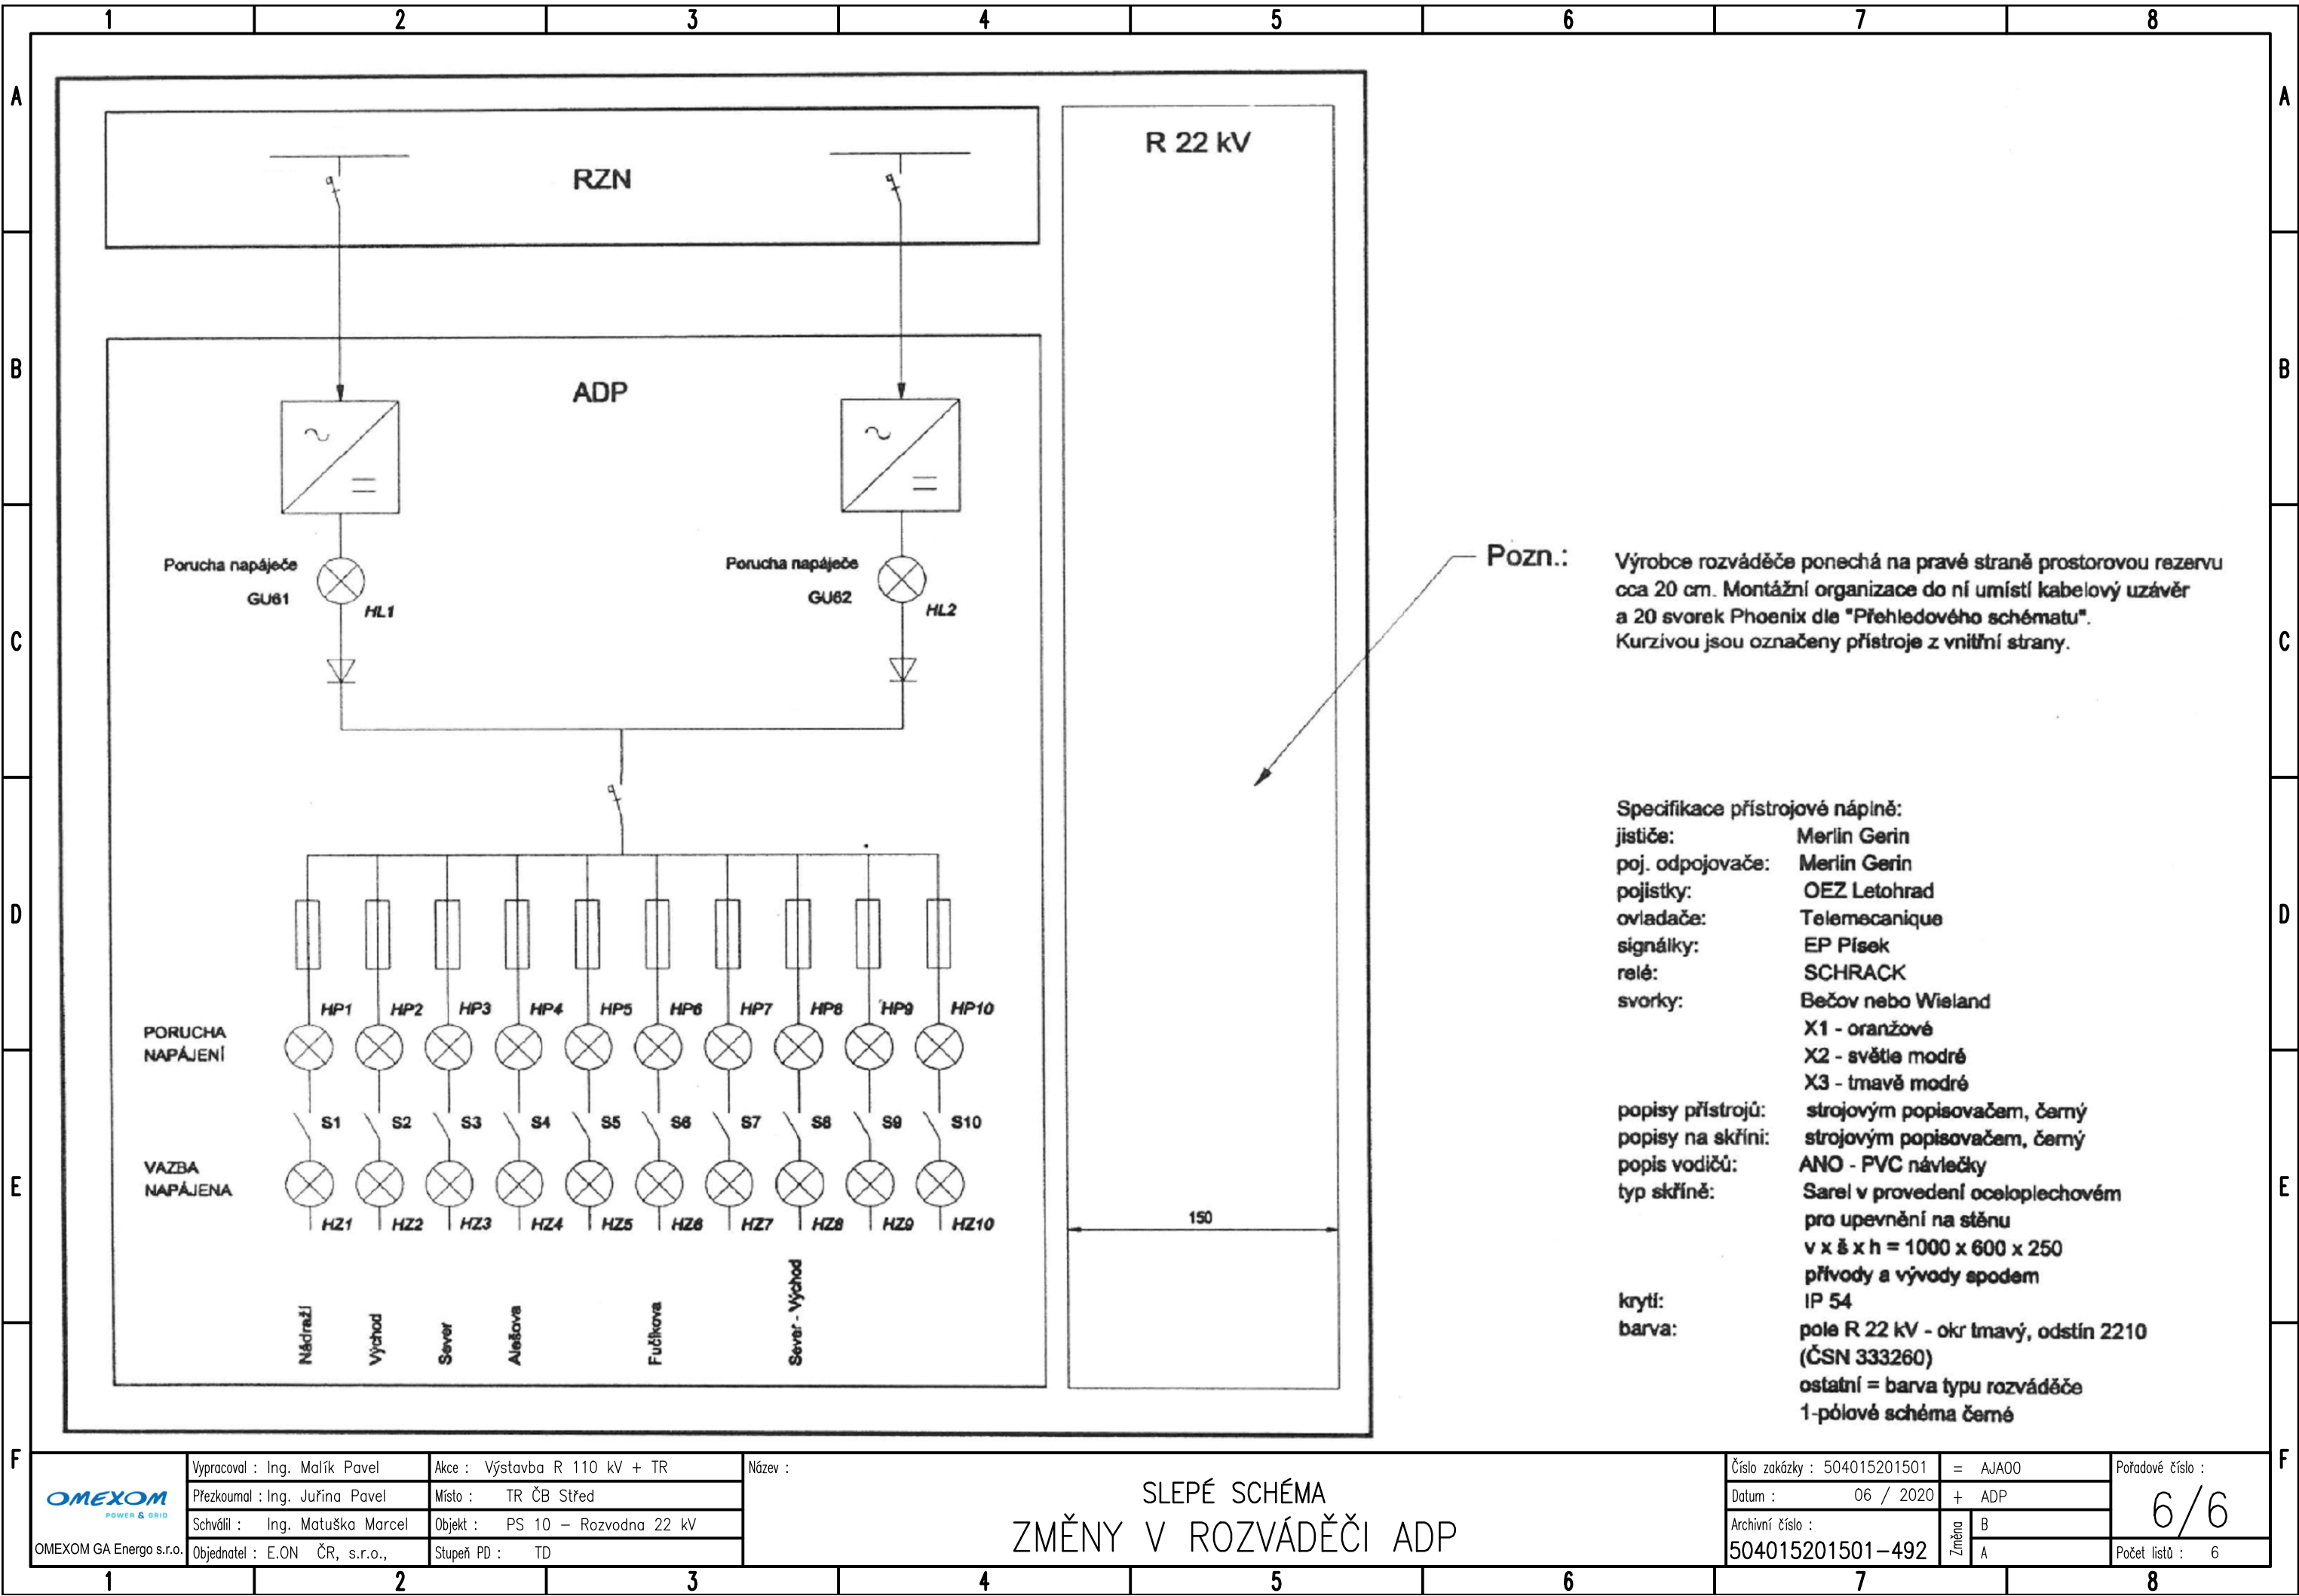 1 2 3 4 5 6 7 8
A A
R 22 kV
RZN
B B
ADP
Porucha napáječe
GU61
HL1
Porucha napáječe
GU62
HL2
Pozn.:
Výrobce rozváděče ponechá na pravé straně prostorovou rezervu
cca 20 cm. Montážní organizace do ní umístí kabelový uzávěr
a 20 svorek Phoenix dle "Přehledového schématu".
Kurzívou jsou označeny přístroje z vnitřní strany.
C C
Specifikace přístrojové náplně:
jističe: Merlin Gerin
poj. odpojovače: Merlin Gerin
pojistky: OEZ Letohrad
ovladače: Telemecanique
signálky: EP Písek
relé: SCHRACK
svorky: Bečov nebo Wieland
X1 - oranžové
X2 - světle modré
X3 - tmavě modré
popisy přístrojů: strojovým popisovačem, černý
popisy na skříni: strojovým popisovačem, černý
popis vodičů: ANO - PVC návlečky
typ skříně: Sarel v provedení oceloplechovém
pro upevnění na stěnu
v x š x h = 1000 x 600 x 250
přívody a vývody spodem
krytí: IP 54
barva: pole R 22 kV - okr tmavý, odstín 2210
(ČSN 333260)
ostatní = barva typu rozváděče
1-pólové schéma černé
D D
HP1 HP2 HP3 HP4 HP5 HP6 HP7 HP8 HP9 HP10
PORUCHA
NAPÁJENÍ
S1 S2 S3 S4 S5 S6 S7 S8 S9 S10
VAZBA
NAPÁJENA
E E
HZ1 HZ2 HZ3 HZ4 HZ5 HZ6 HZ7 HZ8 HZ9 HZ10
150
Nádraží
Východ
Sever
Alešova
Fučíkova
Sever - Východ
F F
OMEXOM
POWER & GRID
OMEXOM GA Energo s.r.o.
Vypracoval : Ing. Malík Pavel
Přezkoumal : Ing. Juřina Pavel
Schválil : Ing. Matuška Marcel
Objednatel : E.ON ČR, s.r.o.,
Akce : Výstavba R 110 kV + TR
Místo : TR ČB Střed
Objekt : PS 10 – Rozvodna 22 kV
Stupeň PD : TD
Název :
SLEPÉ SCHÉMA
ZMĚNY V ROZVÁDĚČI ADP
Číslo zakázky : 504015201501
Datum : 06 / 2020
Archivní číslo :
504015201501–492
= AJA00
+ ADP
Změna
B
A
Pořadové číslo :
6/6
Počet listů : 6
1 2 3 4 5 6 7 8